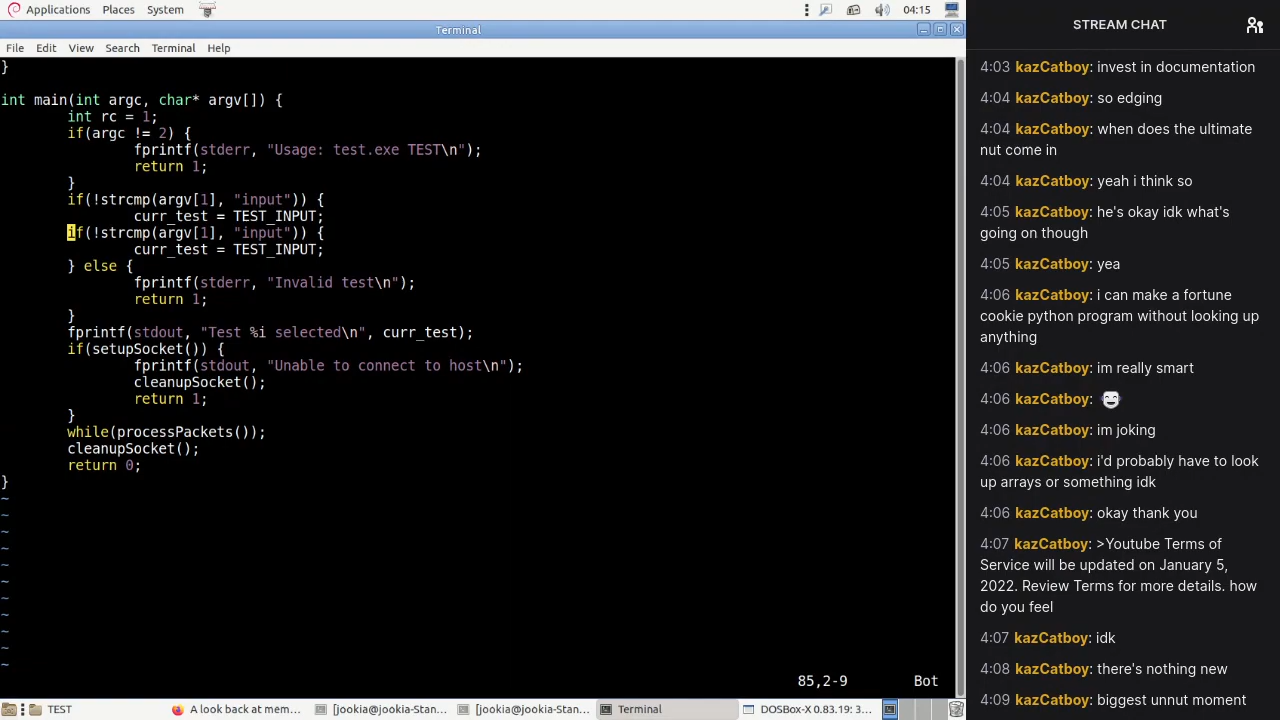 Applications Places System 04:15
Terminal
File Edit View Search Terminal Help
}
int main(int argc, char* argv[]) {
int rc = 1;
if(argc != 2) {
fprintf(stderr, "Usage: test.exe TEST\n");
return 1;
}
if(!strcmp(argv[1], "input")) {
curr_test = TEST_INPUT;
if(!strcmp(argv[1], "input")) {
curr_test = TEST_INPUT;
} else {
fprintf(stderr, "Invalid test\n");
return 1;
}
fprintf(stdout, "Test %i selected\n", curr_test);
if(setupSocket()) {
fprintf(stdout, "Unable to connect to host\n");
cleanupSocket();
return 1;
}
while(processPackets());
cleanupSocket();
return 0;
}
~
~
~
~
~
~
~
~
~
~
~
85,2-9 Bot
TEST A look back at mem... [jookia@jookia-Stan... [jookia@jookia-Stan... Terminal DOSBox-X 0.83.19: 3...
STREAM CHAT
4:03 kazCatboy: invest in documentation
4:04 kazCatboy: so edging
4:04 kazCatboy: when does the ultimate
nut come in
4:04 kazCatboy: yeah i think so
4:05 kazCatboy: he's okay idk what's
going on though
4:05 kazCatboy: yea
4:06 kazCatboy: i can make a fortune
cookie python program without looking up
anything
4:06 kazCatboy: im really smart
4:06 kazCatboy:
4:06 kazCatboy: im joking
4:06 kazCatboy: i'd probably have to look
up arrays or something idk
4:06 kazCatboy: okay thank you
4:07 kazCatboy: >Youtube Terms of
Service will be updated on January 5,
2022. Review Terms for more details. how
do you feel
4:07 kazCatboy: idk
4:08 kazCatboy: there's nothing new
4:09 kazCatboy: biggest unnut moment